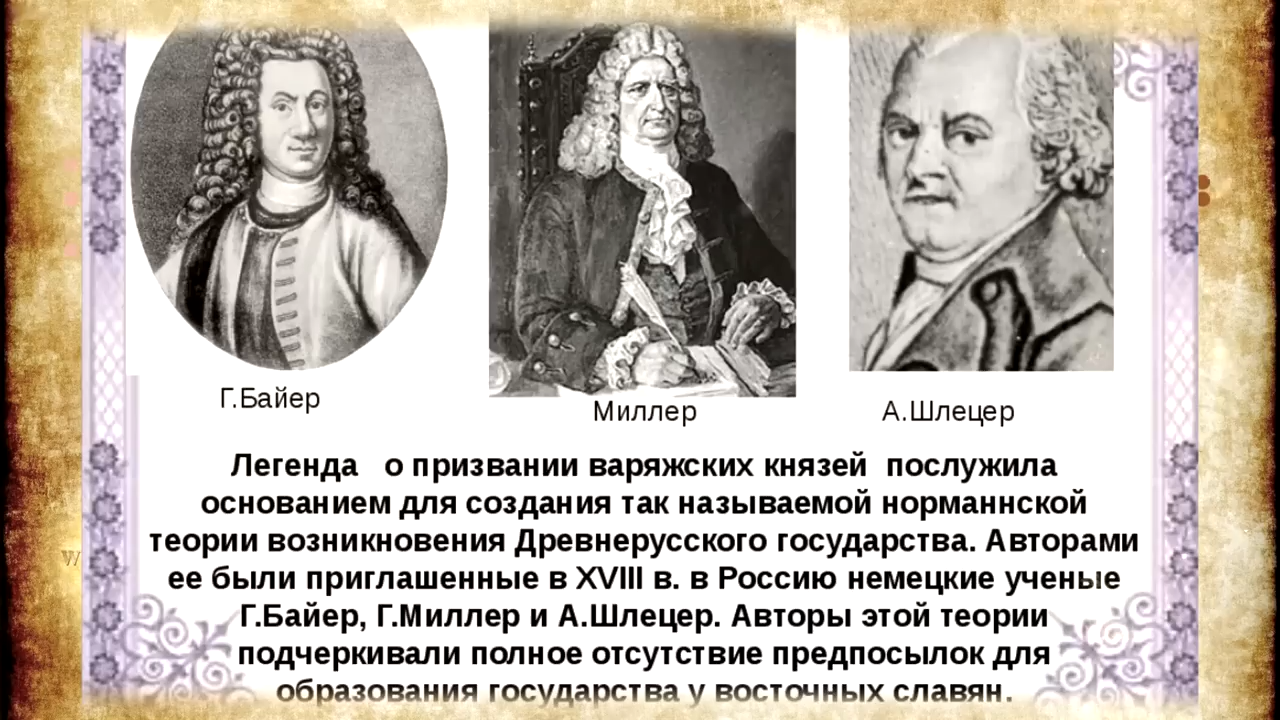 Г.Байер
Миллер
А.Шлецер
Легенда о призвании варяжских князей послужила
основанием для создания так называемой норманнской
теории возникновения Древнерусского государства. Авторами
ее были приглашенные в XVIII в. в Россию немецкие ученые
Г.Байер, Г.Миллер и А.Шлецер. Авторы этой теории
подчеркивали полное отсутствие предпосылок для
образования государства у восточных славян.